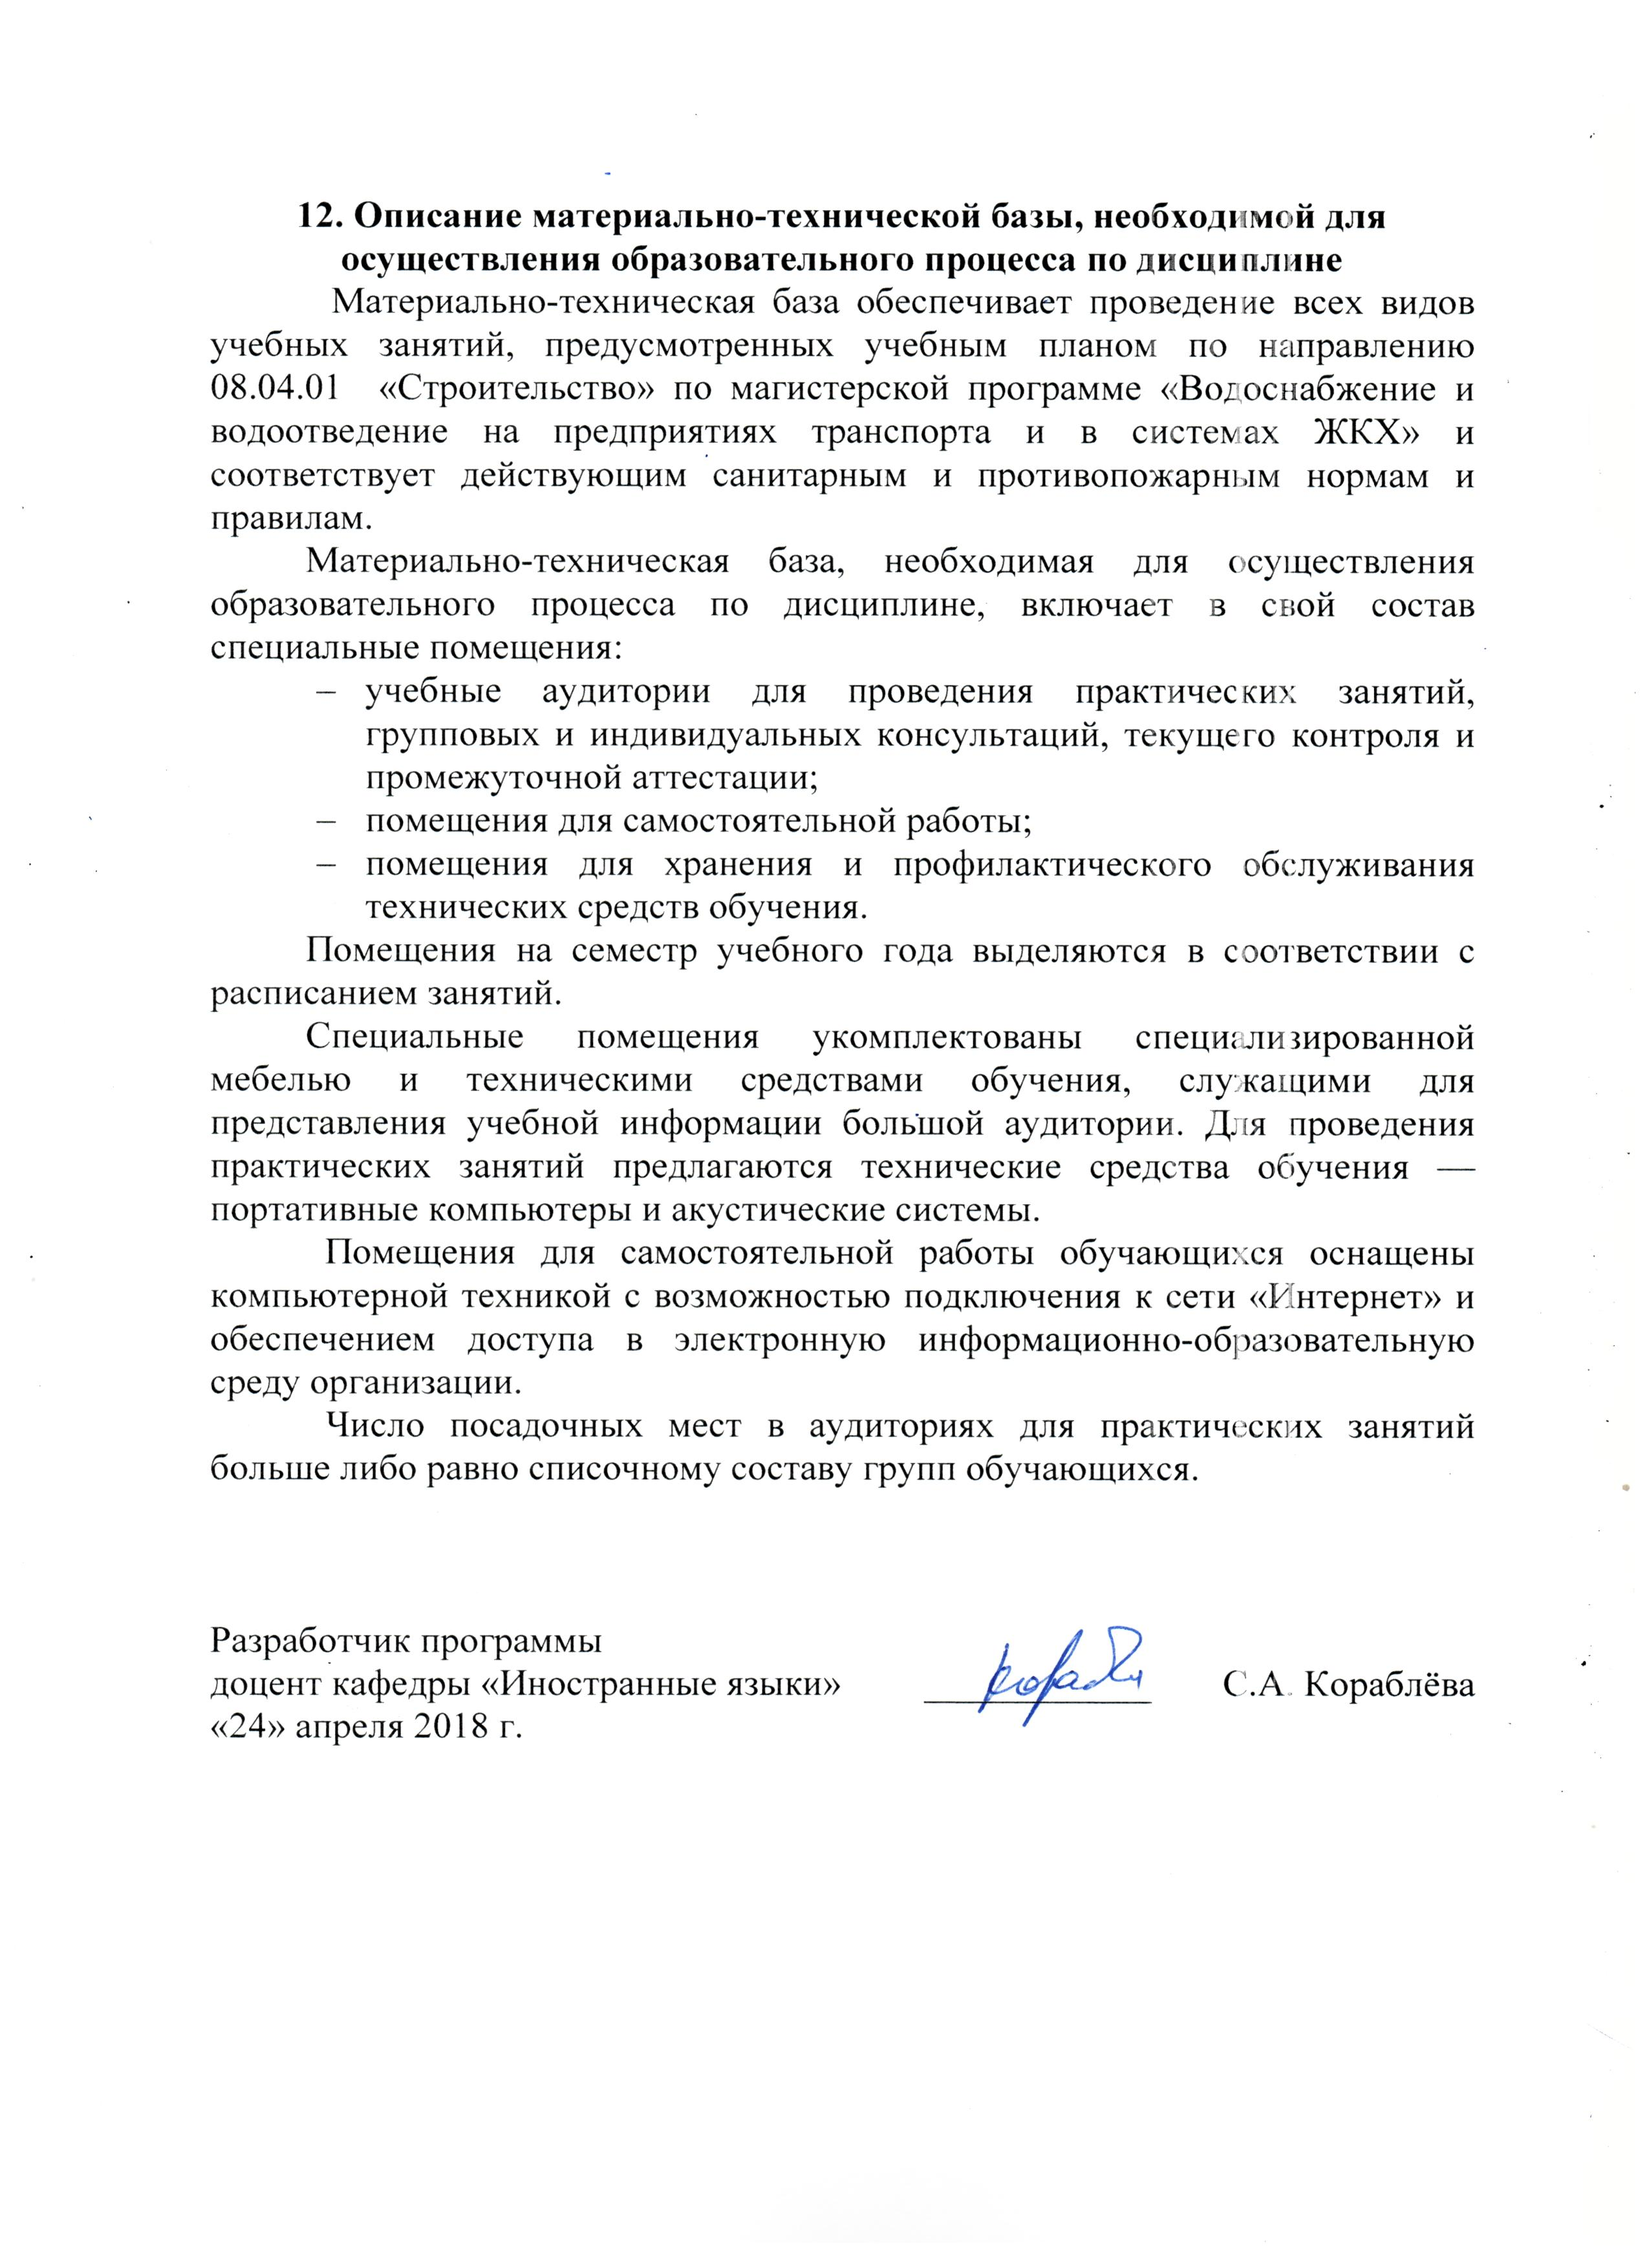 12. Описание материально-технической базы, необходимой для
осуществления образовательного процесса по дисциплине
Материально-техническая база обеспечивает проведение всех видов
учебных занятий, предусмотренных учебным планом по направлению
08.04.01 «Строительство» по магистерской программе «Водоснабжение и
водоотведение на предприятиях транспорта и в системах ЖКХ» и
соответствует действующим санитарным и противопожарным нормам и
правилам.
Материально-техническая база, необходимая для осуществления
образовательного процесса по дисциплине, включает в свой состав
специальные помещения:
– учебные аудитории для проведения практических занятий,
групповых и индивидуальных консультаций, текущего контроля и
промежуточной аттестации;
– помещения для самостоятельной работы;
– помещения для хранения и профилактического обслуживания
технических средств обучения.
Помещения на семестр учебного года выделяются в соответствии с
расписанием занятий.
Специальные помещения укомплектованы специализированной
мебелью и техническими средствами обучения, служащими для
представления учебной информации большой аудитории. Для проведения
практических занятий предлагаются технические средства обучения —
портативные компьютеры и акустические системы.
Помещения для самостоятельной работы обучающихся оснащены
компьютерной техникой с возможностью подключения к сети «Интернет» и
обеспечением доступа в электронную информационно-образовательную
среду организации.
Число посадочных мест в аудиториях для практических занятий
больше либо равно списочному составу групп обучающихся.
Разработчик программы
доцент кафедры «Иностранные языки» С.А. Кораблёва
«24» апреля 2018 г.